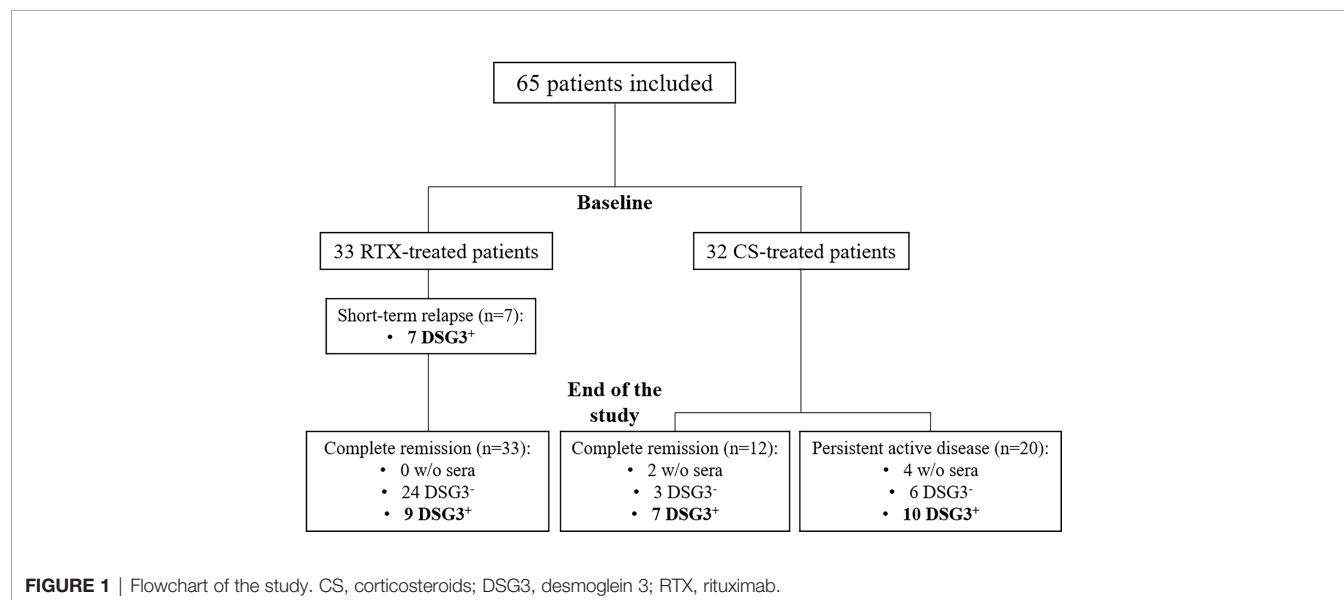 65 patients included
Baseline
33 RTX-treated patients
32 CS-treated patients
Short-term relapse (n=7):
• 7 DSG3⁺
End of the
study
Complete remission (n=33):
• 0 w/o sera
• 24 DSG3⁻
• 9 DSG3⁺
Complete remission (n=12):
• 2 w/o sera
• 3 DSG3⁻
• 7 DSG3⁺
Persistent active disease (n=20):
• 4 w/o sera
• 6 DSG3⁻
• 10 DSG3⁺
FIGURE 1 | Flowchart of the study. CS, corticosteroids; DSG3, desmoglein 3; RTX, rituximab.